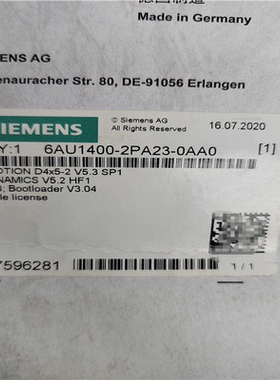 Made in Germany
SIEMENS AG
enauracher Str. 80, DE-91056 Erlangen
SIEMENS
© Siemens AG
All Rights Reserved
16.07.2020
Y:1 6AU1400-2PA23-0AA0 [1]
OTION D4x5-2 V5.3 SP1
NAMICS V5.2 HF1
; Bootloader V3.04
le license
7596281
1 / 1